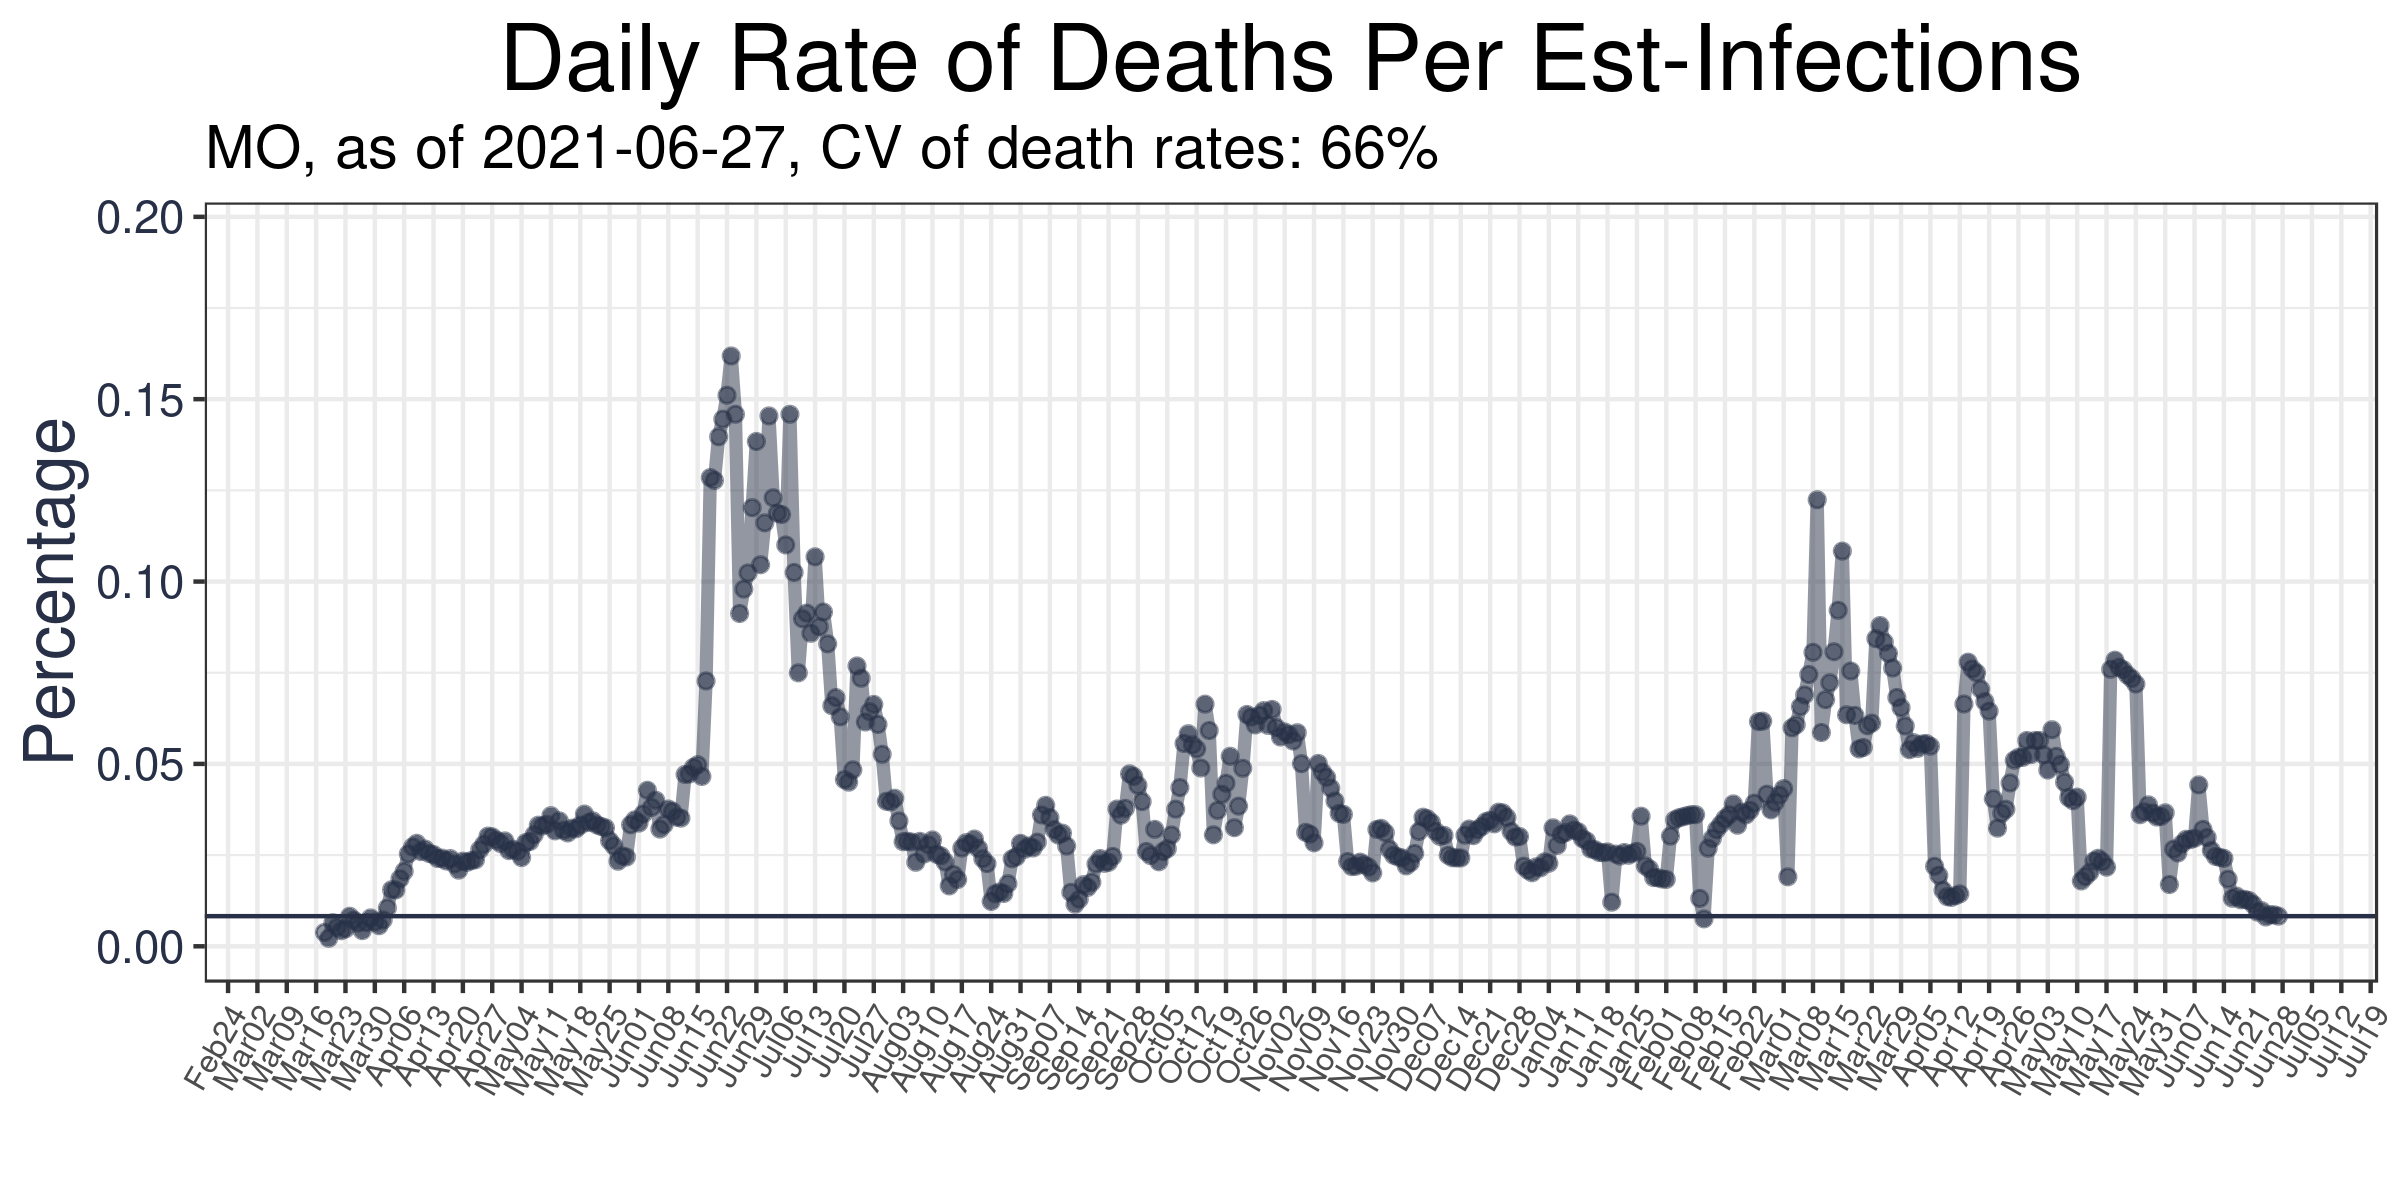 Daily Rate of Deaths Per Est-Infections
MO, as of 2021-06-27, CV of death rates: 66%
Percentage
0.20
0.15
0.10
0.05
0.00
Feb24 Mar02 Mar09 Mar16 Mar23 Mar30 Apr06 Apr13 Apr20 Apr27 May04 May11 May18 May25 Jun01 Jun08 Jun15 Jun22 Jun29 Jul06 Jul13 Jul20 Jul27 Aug03 Aug10 Aug17 Aug24 Aug31 Sep07 Sep14 Sep21 Sep28 Oct05 Oct12 Oct19 Oct26 Nov02 Nov09 Nov16 Nov23 Nov30 Dec07 Dec14 Dec21 Dec28 Jan04 Jan11 Jan18 Jan25 Feb01 Feb08 Feb15 Feb22 Mar01 Mar08 Mar15 Mar22 Mar29 Apr05 Apr12 Apr19 Apr26 May03 May10 May17 May24 May31 Jun07 Jun14 Jun21 Jun28 Jul05 Jul12 Jul19